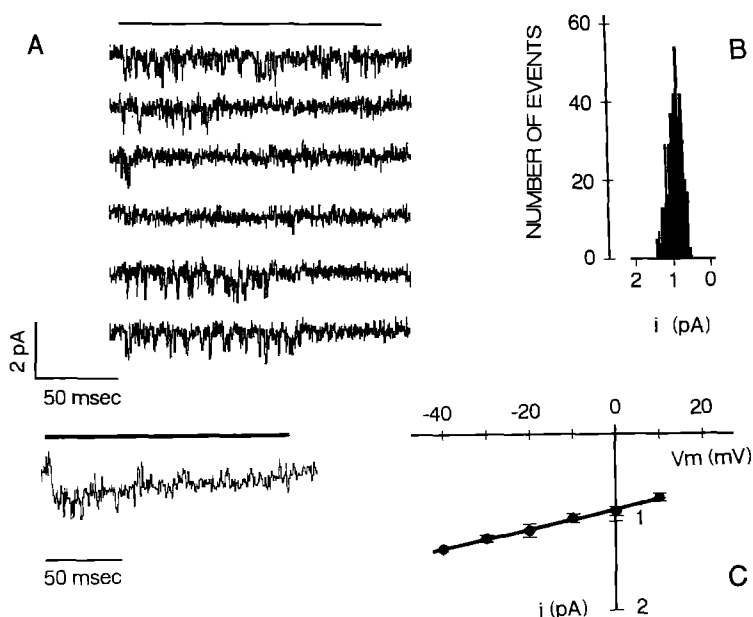 A
2 pA
50 msec
50 msec
B
NUMBER OF EVENTS
60
40
20
0
2 1 0
i (pA)
-40 -20 0 20
Vm (mV)
1
2
i (pA)
C